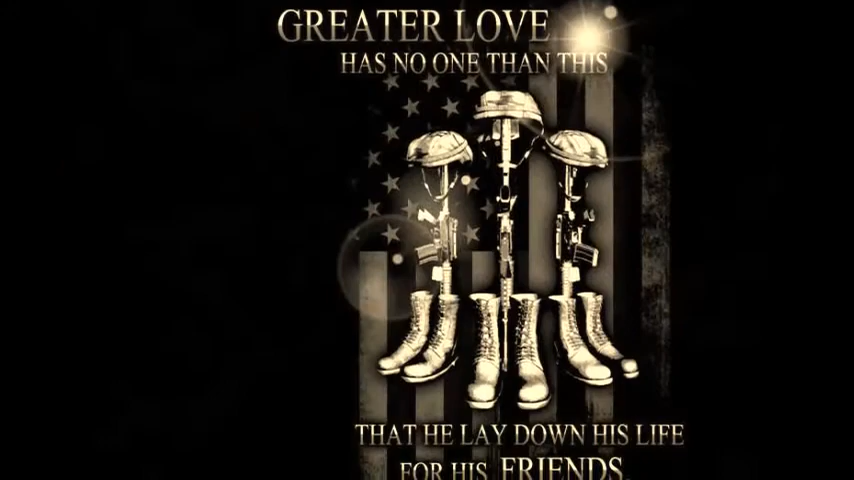 GREATER LOVE...
HAS NO ONE THAN THIS
THAT HE LAY DOWN HIS LIFE
FOR HIS FRIENDS.